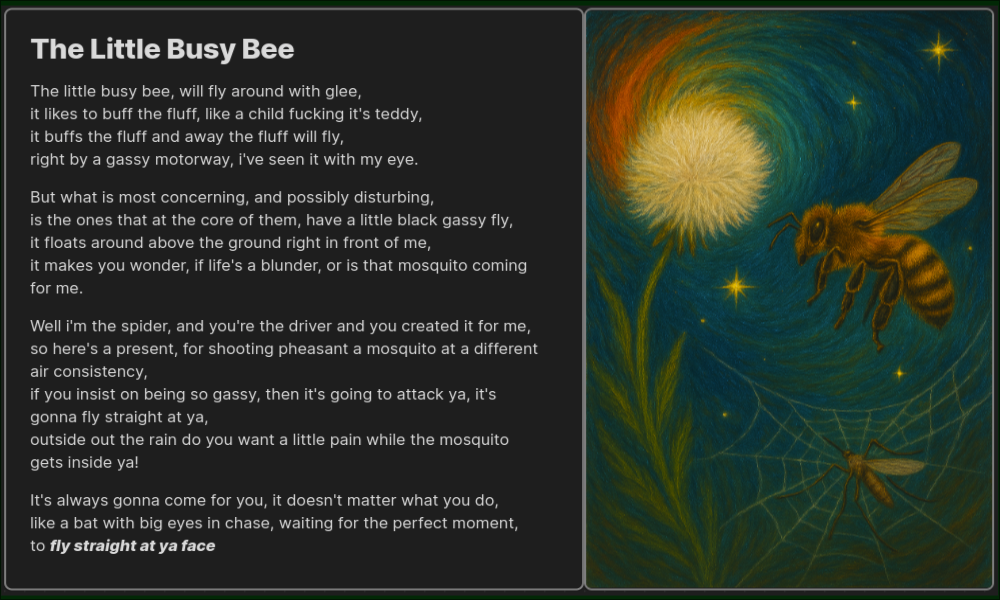 The Little Busy Bee
The little busy bee, will fly around with glee,
it likes to buff the fluff, like a child fucking it's teddy,
it buffs the fluff and away the fluff will fly,
right by a gassy motorway, i've seen it with my eye.
But what is most concerning, and possibly disturbing,
is the ones that at the core of them, have a little black gassy fly,
it floats around above the ground right in front of me,
it makes you wonder, if life's a blunder, or is that mosquito coming
for me.
Well i'm the spider, and you're the driver and you created it for me,
so here's a present, for shooting pheasant a mosquito at a different
air consistency,
if you insist on being so gassy, then it's going to attack ya, it's
gonna fly straight at ya,
outside out the rain do you want a little pain while the mosquito
gets inside ya!
It's always gonna come for you, it doesn't matter what you do,
like a bat with big eyes in chase, waiting for the perfect moment,
to fly straight at ya face